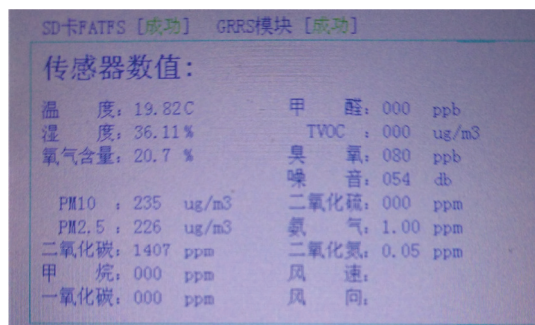 SD卡FATFS [成功] GRRS模块 [成功]
传感器数值:
温 度: 19.82C 甲 醛: 000 ppb
湿 度: 36.11% TVOC : 000 ug/m3
氧气含量: 20.7 % 臭 氧: 080 ppb
噪 音: 054 db
PM10 : 235 ug/m3 二氧化硫: 000 ppm
PM2.5 : 226 ug/m3 氨 气: 1.00 ppm
二氧化碳: 1407 ppm 二氧化氮: 0.05 ppm
甲 烷: 000 ppm 风 速:
一氧化碳: 000 ppm 风 向: